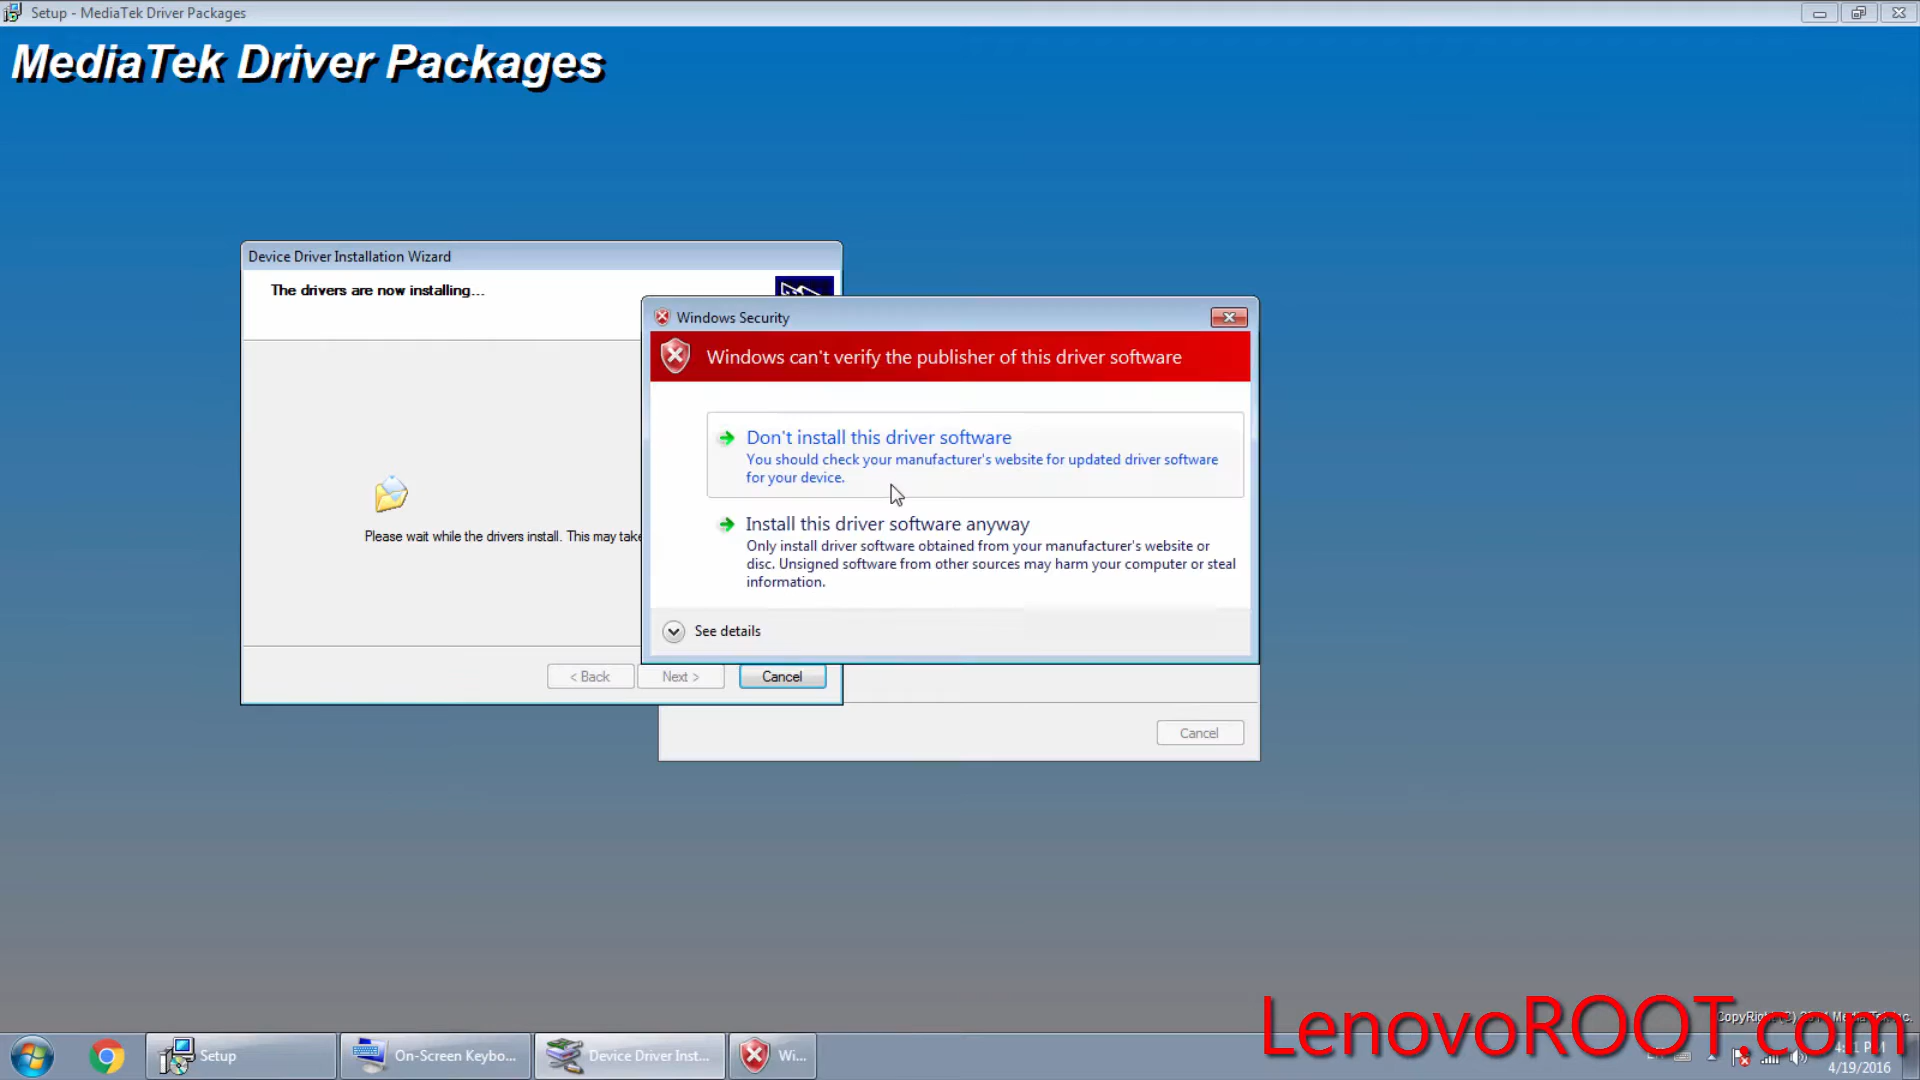 Setup - MediaTek Driver Packages
MediaTek Driver Packages
Device Driver Installation Wizard
The drivers are now installing...
Windows Security
Windows can't verify the publisher of this driver software
Don't install this driver software
You should check your manufacturer's website for updated driver software
for your device.
Install this driver software anyway
Only install driver software obtained from your manufacturer's website or
disc. Unsigned software from other sources may harm your computer or steal
information.
See details
Please wait while the drivers install. This may take
< Back
Next >
Cancel
Cancel
LenovoROOT.com
CopyRight
Setup
On-Screen Keybo...
Device Driver Inst...
Wi...
4/19/2016